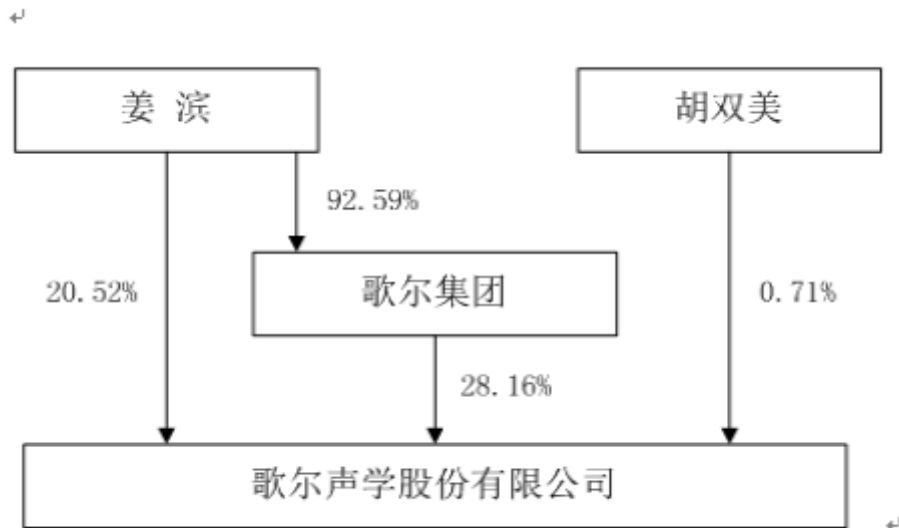 姜 滨
胡双美
92.59%
歌尔集团
20.52%
0.71%
28.16%
歌尔声学股份有限公司